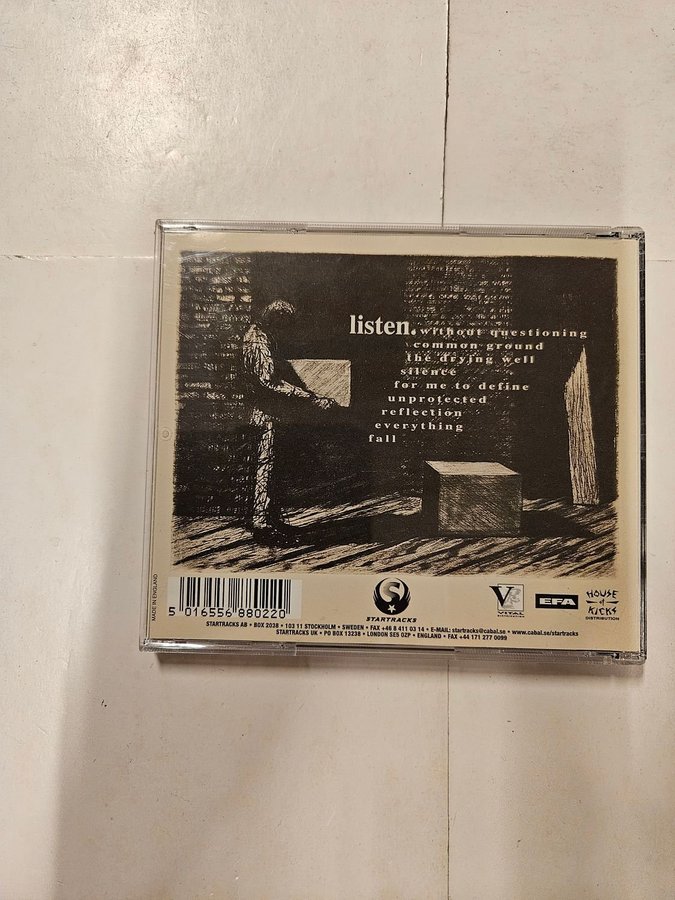 listen. without questioning
common ground
the drying well
silence
for me to define
unprotected
reflection
everything
fall
MADE IN ENGLAND
5 016556 880220
STARTRACKS
VITAL
DISTRIBUTION
EFA
HOUSE of KICKS
DISTRIBUTION
STARTRACKS AB • BOX 2038 • 103 11 STOCKHOLM • SWEDEN • FAX +46 8 411 03 14 • E-MAIL: startracks@cabal.se • www.cabal.se/startracks
STARTRACKS UK • PO BOX 13238 • LONDON SE5 0ZP • ENGLAND • FAX +44 171 277 0099